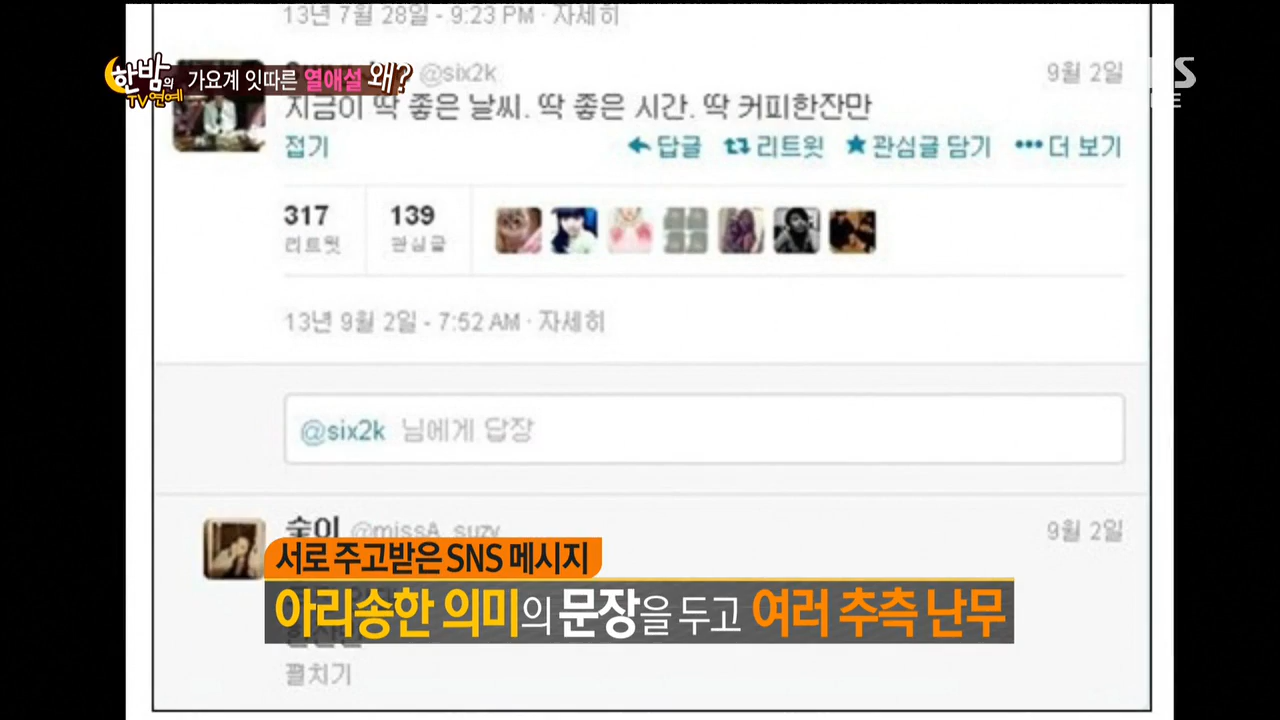 13년 7월 28일 - 9:23 PM · 자세히
한밤의 TV연예
가요계 잇따른 열애설 왜?
@six2k
9월 2일
지금이 딱 좋은 날씨. 딱 좋은 시간. 딱 커피한잔만
접기
답글 리트윗 관심글 담기 더 보기
317 139
리트윗 관심글
13년 9월 2일 - 7:52 AM · 자세히
@six2k 님에게 답장
숮이 @missA_suzy
9월 2일
서로 주고받은 SNS 메시지
아리송한 의미의 문장을 두고 여러 추측 난무
펼치기